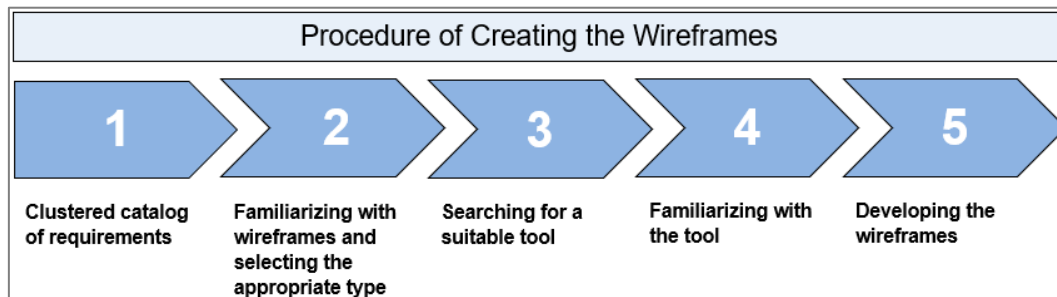 Procedure of Creating the Wireframes
1
2
3
4
5
Clustered catalog
of requirements
Familiarizing with
wireframes and
selecting the
appropriate type
Searching for a
suitable tool
Familiarizing with
the tool
Developing the
wireframes